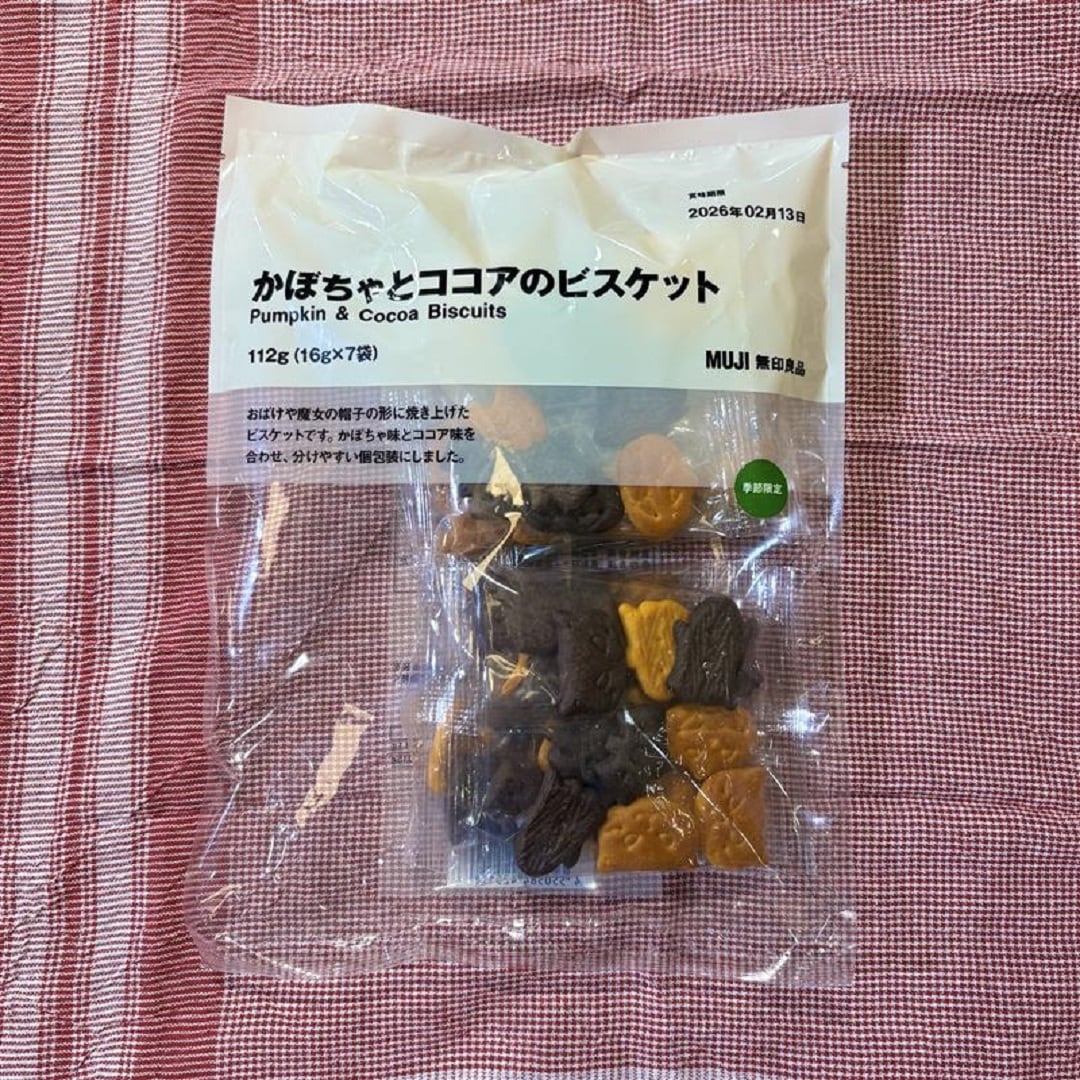 賞味期限
2026年02月13日
かぼちゃとココアのビスケット
Pumpkin & Cocoa Biscuits
112g (16g×7袋)
MUJI 無印良品
おばけや魔女の帽子の形に焼き上げた
ビスケットです。かぼちゃ味とココア味を
合わせ、分けやすい個包装にしました。
季節限定